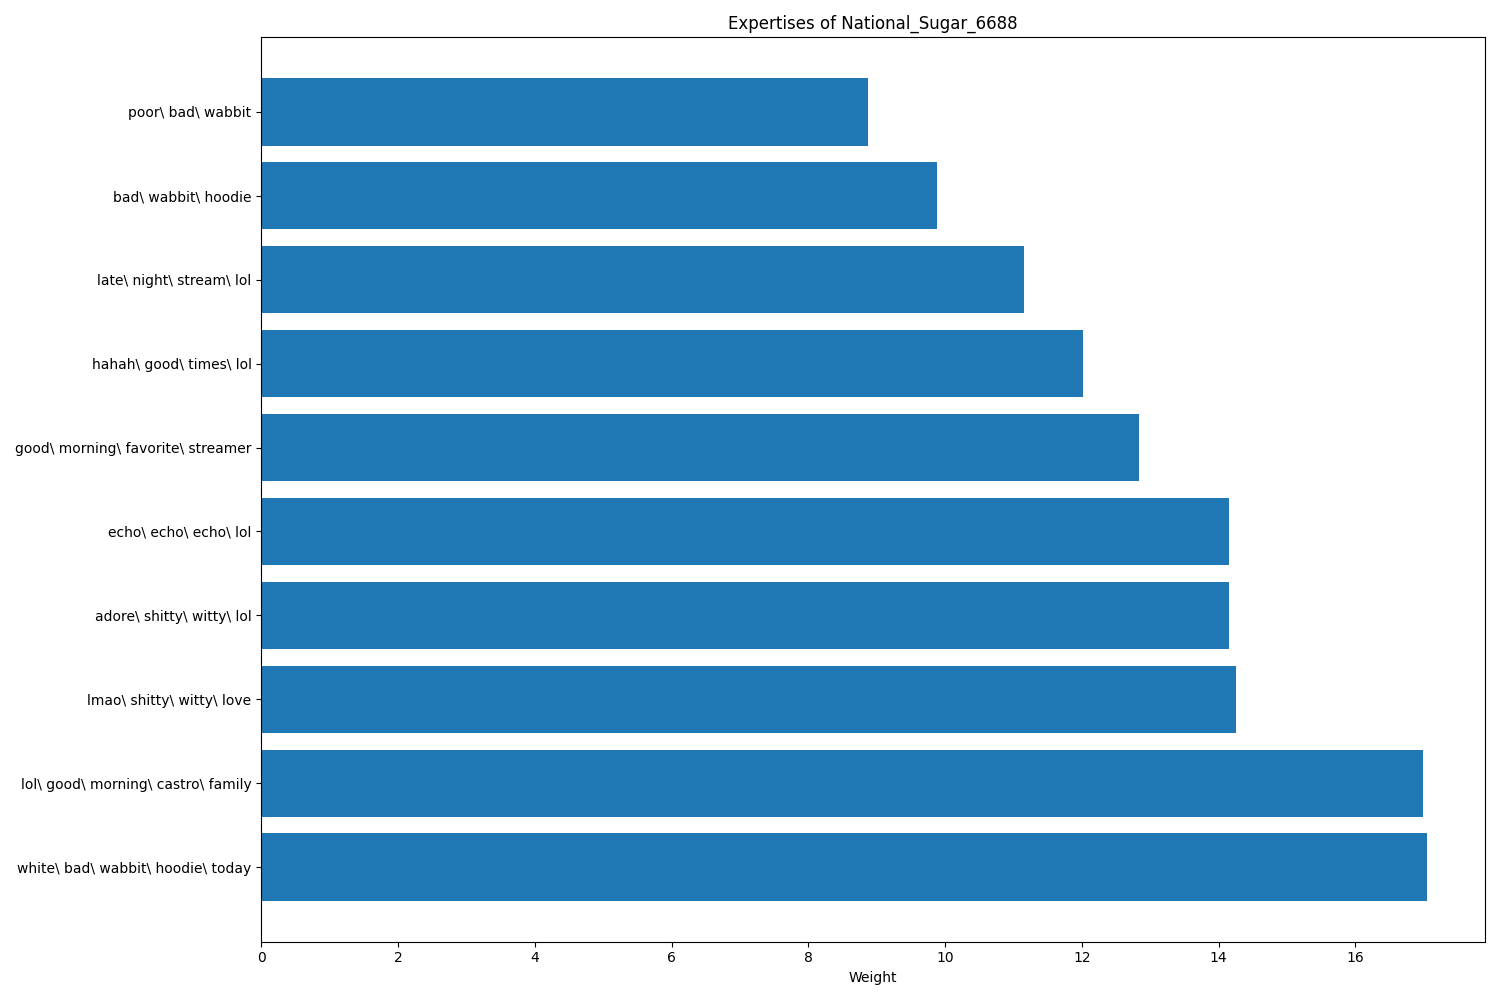 Expertises of National_Sugar_6688
poor\ bad\ wabbit
bad\ wabbit\ hoodie
late\ night\ stream\ lol
hahah\ good\ times\ lol
good\ morning\ favorite\ streamer
echo\ echo\ echo\ lol
adore\ shitty\ witty\ lol
lmao\ shitty\ witty\ love
lol\ good\ morning\ castro\ family
white\ bad\ wabbit\ hoodie\ today
0 2 4 6 8 10 12 14 16
Weight